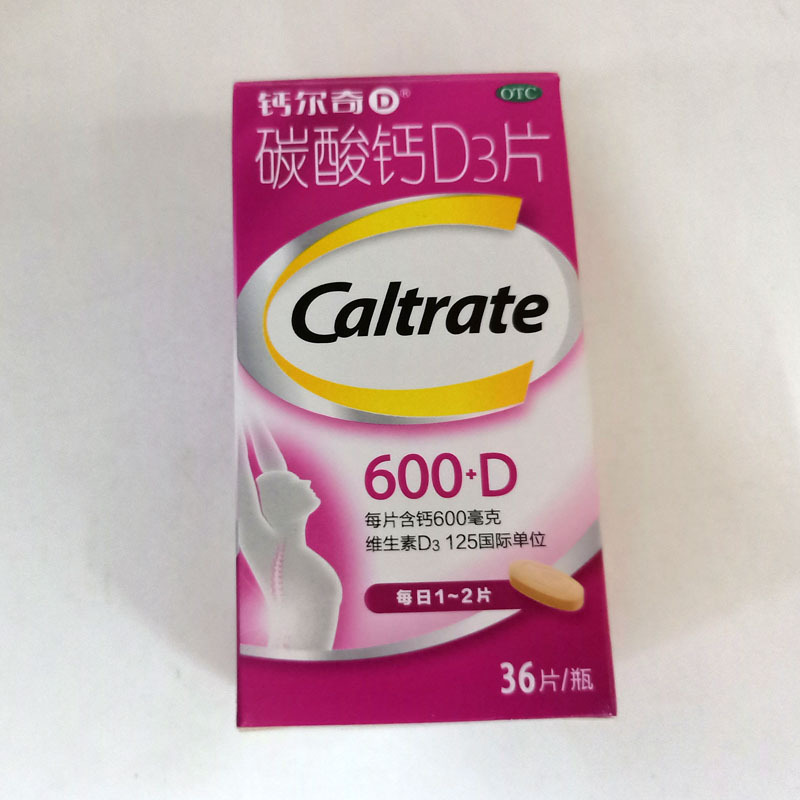 钙尔奇D®
OTC
碳酸钙D3片
Caltrate
600+D
每片含钙600毫克
维生素D3 125国际单位
每日1~2片
36片/瓶